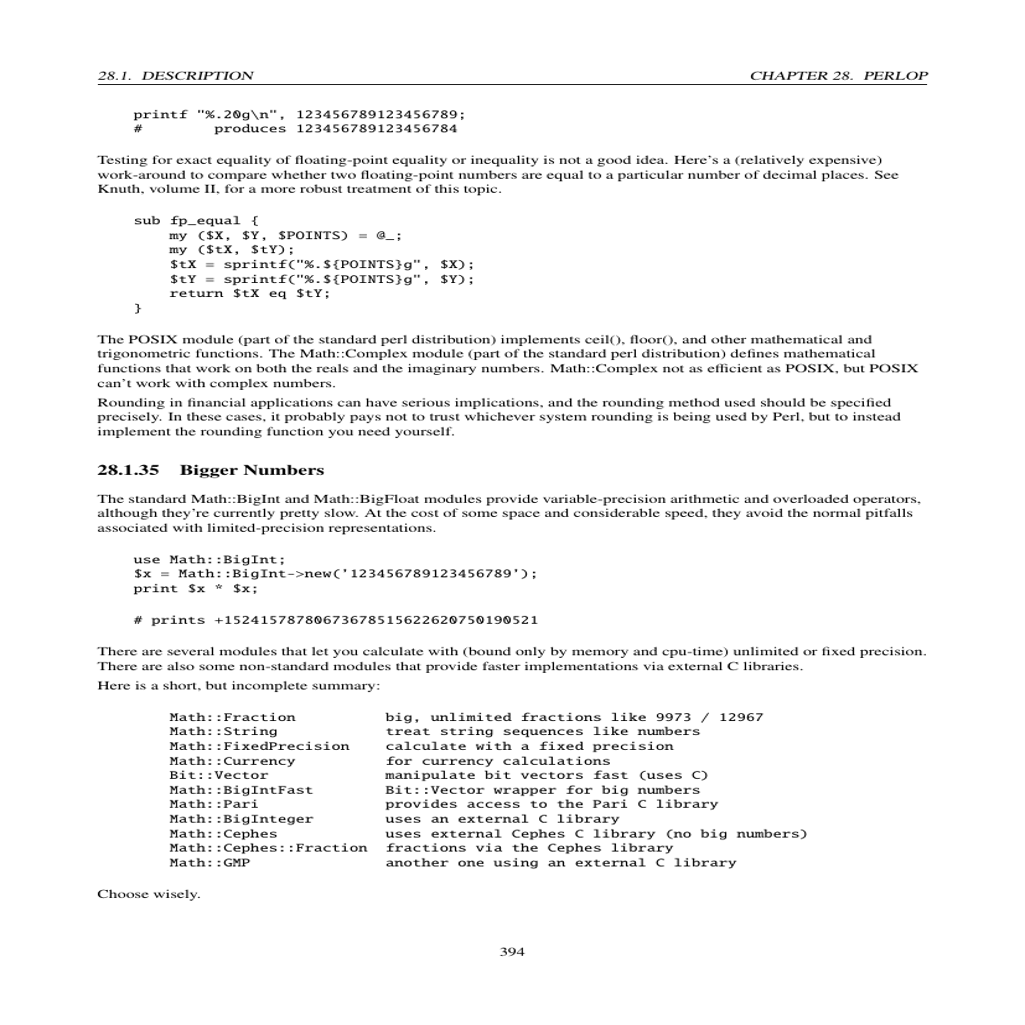 28.1. DESCRIPTION CHAPTER 28. PERLOP
printf "%.20g\n", 123456789123456789;
# produces 123456789123456784
Testing for exact equality of floating-point equality or inequality is not a good idea. Here's a (relatively expensive)
work-around to compare whether two floating-point numbers are equal to a particular number of decimal places. See
Knuth, volume II, for a more robust treatment of this topic.
sub fp_equal {
my ($X, $Y, $POINTS) = @_;
my ($tX, $tY);
$tX = sprintf("%.${POINTS}g", $X);
$tY = sprintf("%.${POINTS}g", $Y);
return $tX eq $tY;
}
The POSIX module (part of the standard perl distribution) implements ceil(), floor(), and other mathematical and
trigonometric functions. The Math::Complex module (part of the standard perl distribution) defines mathematical
functions that work on both the reals and the imaginary numbers. Math::Complex not as efficient as POSIX, but POSIX
can't work with complex numbers.
Rounding in financial applications can have serious implications, and the rounding method used should be specified
precisely. In these cases, it probably pays not to trust whichever system rounding is being used by Perl, but to instead
implement the rounding function you need yourself.
28.1.35 Bigger Numbers
The standard Math::BigInt and Math::BigFloat modules provide variable-precision arithmetic and overloaded operators,
although they're currently pretty slow. At the cost of some space and considerable speed, they avoid the normal pitfalls
associated with limited-precision representations.
use Math::BigInt;
$x = Math::BigInt->new('123456789123456789');
print $x * $x;
# prints +15241578780673678515622620750190521
There are several modules that let you calculate with (bound only by memory and cpu-time) unlimited or fixed precision.
There are also some non-standard modules that provide faster implementations via external C libraries.
Here is a short, but incomplete summary:
Math::Fraction big, unlimited fractions like 9973 / 12967
Math::String treat string sequences like numbers
Math::FixedPrecision calculate with a fixed precision
Math::Currency for currency calculations
Bit::Vector manipulate bit vectors fast (uses C)
Math::BigIntFast Bit::Vector wrapper for big numbers
Math::Pari provides access to the Pari C library
Math::BigInteger uses an external C library
Math::Cephes uses external Cephes C library (no big numbers)
Math::Cephes::Fraction fractions via the Cephes library
Math::GMP another one using an external C library
Choose wisely.
394